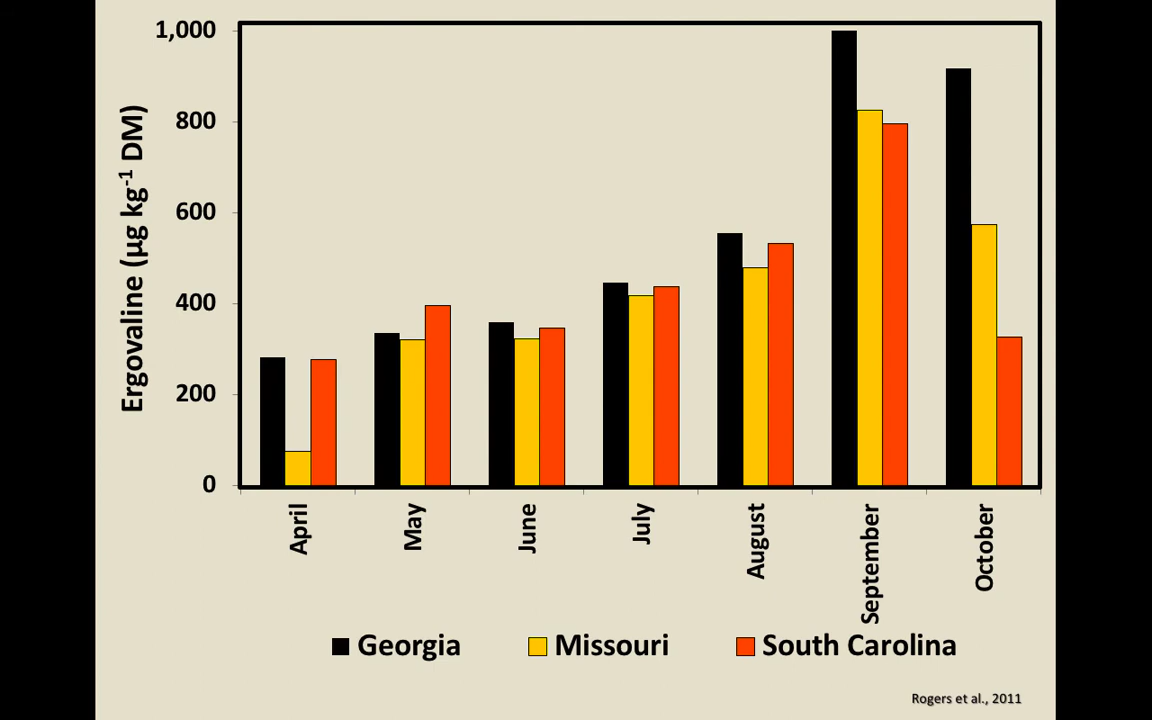 1,000
800
600
400
200
0
Ergovaline (µg kg⁻¹ DM)
April
May
June
July
August
September
October
Georgia
Missouri
South Carolina
Rogers et al., 2011